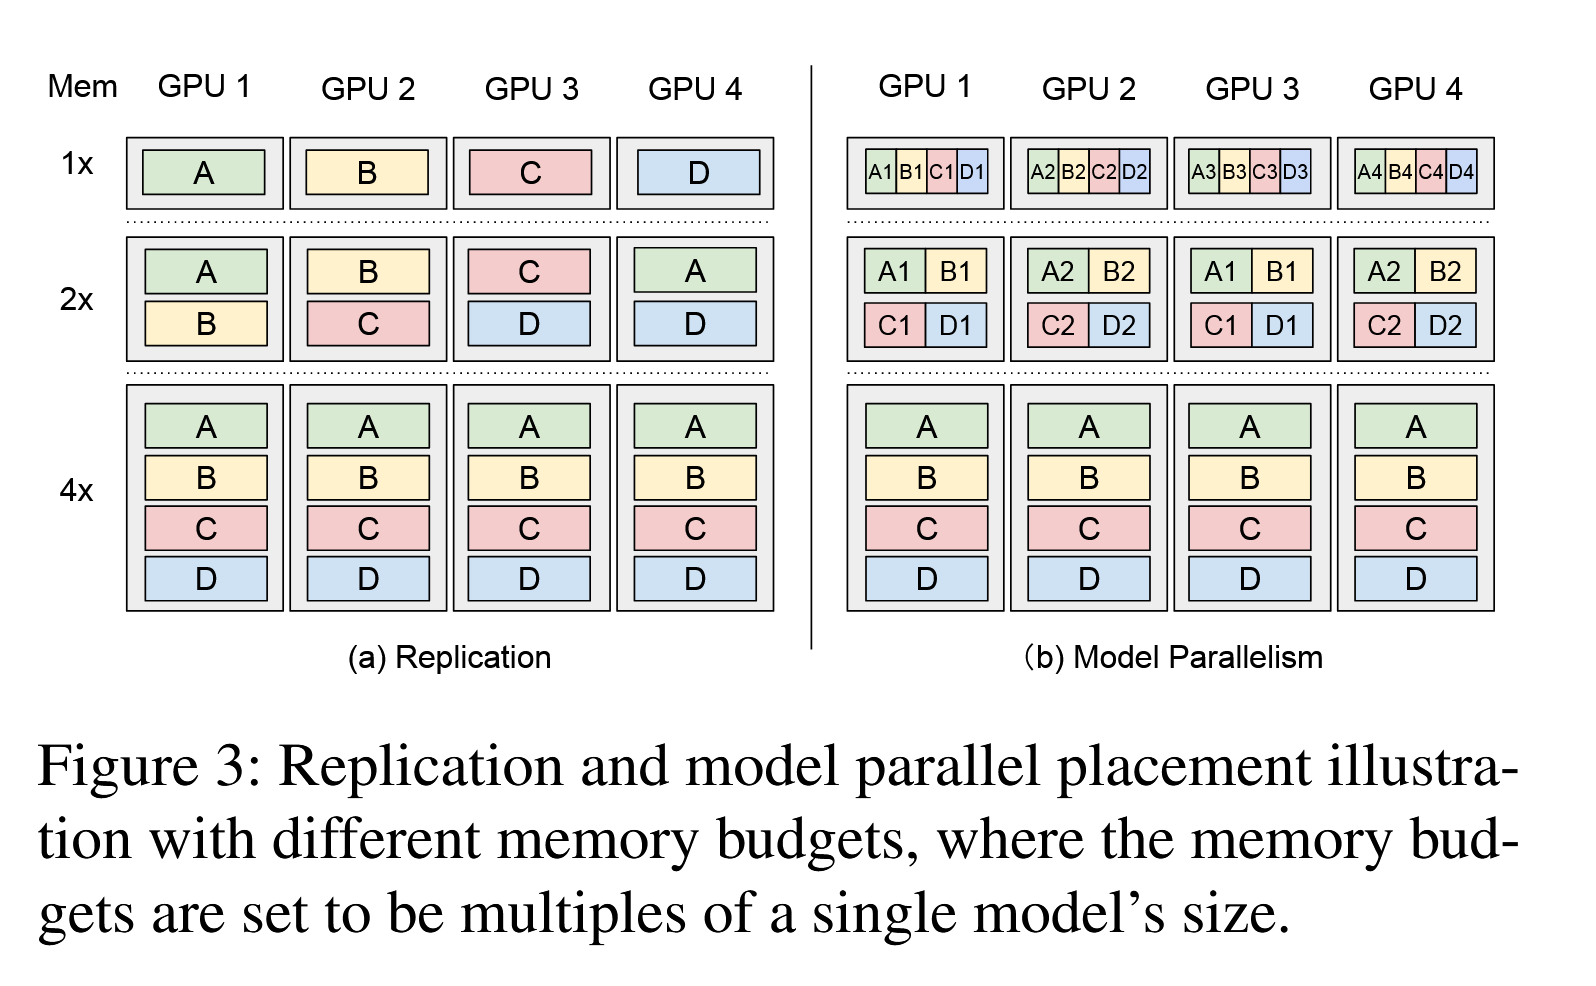 Mem GPU 1 GPU 2 GPU 3 GPU 4 GPU 1 GPU 2 GPU 3 GPU 4
1x A B C D A1 B1 C1 D1 A2 B2 C2 D2 A3 B3 C3 D3 A4 B4 C4 D4
A B C A A1 B1 A2 B2 A1 B1 A2 B2
2x
B C D D C1 D1 C2 D2 C1 D1 C2 D2
A A A A A A A A
B B B B B B B B
4x
C C C C C C C C
D D D D D D D D
(a) Replication (b) Model Parallelism
Figure 3: Replication and model parallel placement illustra-
tion with different memory budgets, where the memory bud-
gets are set to be multiples of a single model’s size.